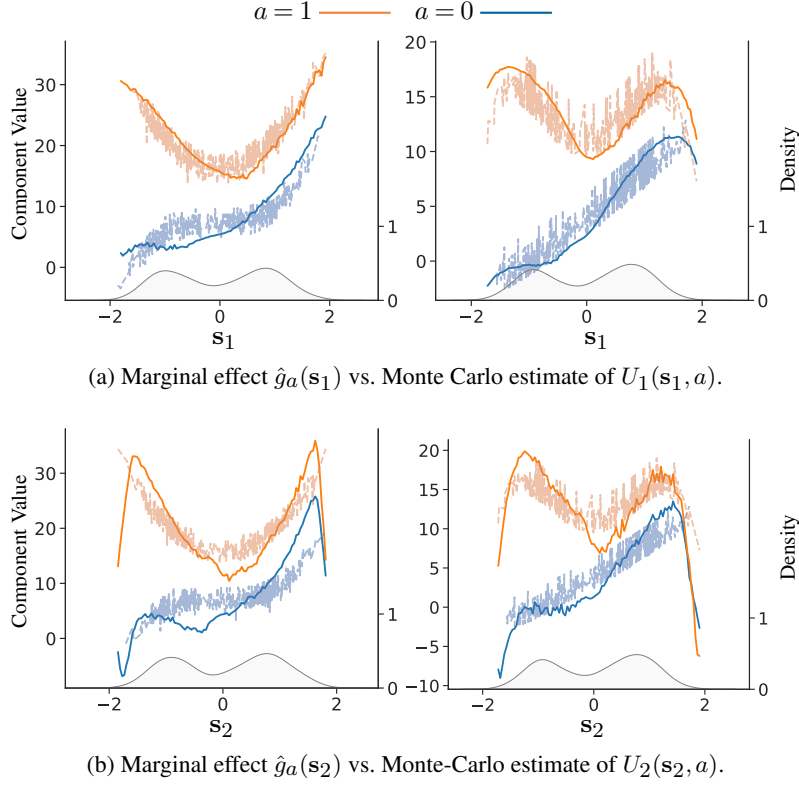 a = 1 a = 0
Component Value
30
20
10
0
1
0
−2 0 2
s₁
20
15
10
5
0
1
0
Density
−2 0 2
s₁
(a) Marginal effect ĝₐ(s₁) vs. Monte Carlo estimate of U₁(s₁, a).
Component Value
30
20
10
0
1
0
−2 0 2
s₂
20
15
10
5
0
−5
−10
1
0
Density
−2 0 2
s₂
(b) Marginal effect ĝₐ(s₂) vs. Monte-Carlo estimate of U₂(s₂, a).